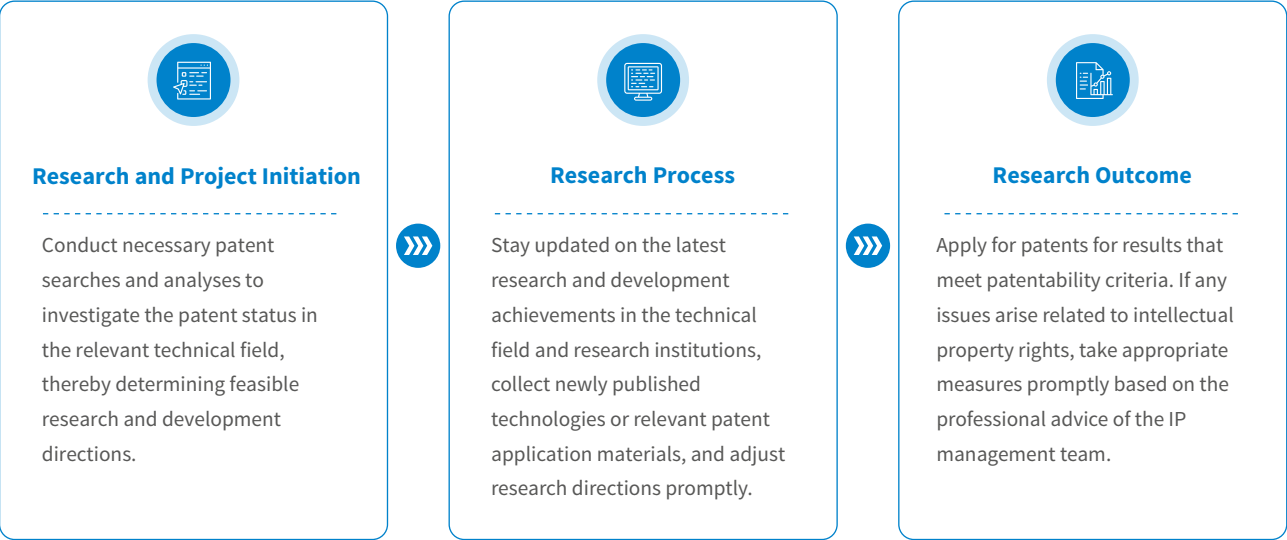 Research and Project Initiation
Conduct necessary patent
searches and analyses to
investigate the patent status in
the relevant technical field,
thereby determining feasible
research and development
directions.
Research Process
Stay updated on the latest
research and development
achievements in the technical
field and research institutions,
collect newly published
technologies or relevant patent
application materials, and adjust
research directions promptly.
Research Outcome
Apply for patents for results that
meet patentability criteria. If any
issues arise related to intellectual
property rights, take appropriate
measures promptly based on the
professional advice of the IP
management team.